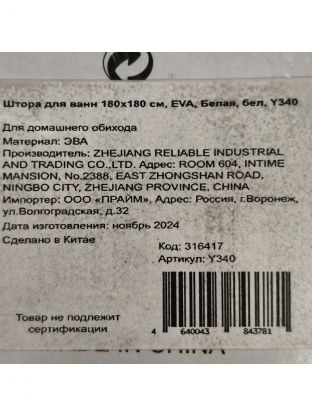 Штора для ванн 180x180 см, EVA, Белая, бел, Y340
Для домашнего обихода
Материал: ЭВА
Производитель: ZHEJIANG RELIABLE INDUSTRIAL
AND TRADING CO.,LTD. Адрес: ROOM 604, INTIME
MANSION, No.2388, EAST ZHONGSHAN ROAD,
NINGBO CITY, ZHEJIANG PROVINCE, CHINA
Импортер: ООО «ПРАЙМ», Адрес: Россия, г.Воронеж,
ул.Волгоградская, д.32
Дата изготовления: ноябрь 2024
Сделано в Китае
Код: 316417
Артикул: Y340
Товар не подлежит
сертификации
4 640043 843781
MADE IN CHINA